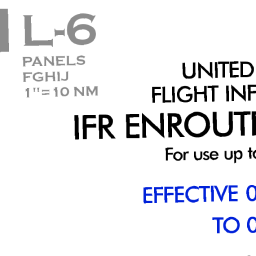 L-6
PANELS
FGHIJ
1"=10 NM
UNITED
FLIGHT INF
IFR ENROUT
For use up t
EFFECTIVE 0
TO 0